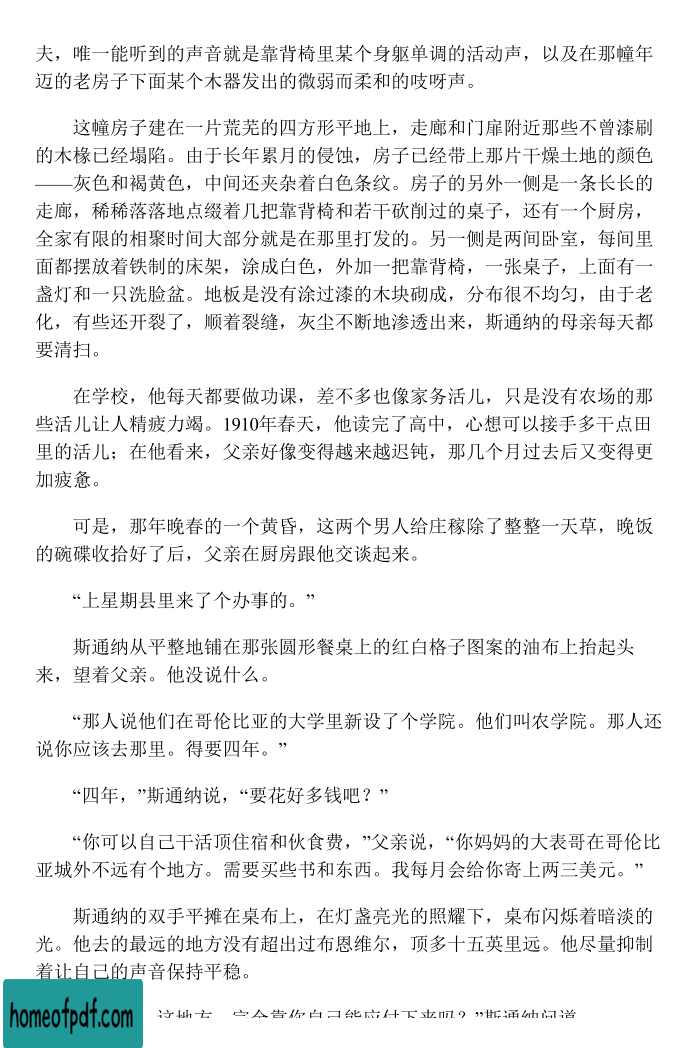 夫，唯一能听到的声音就是靠背椅里某个身躯单调的活动声，以及在那幢年
迈的老房子下面某个木器发出的微弱而柔和的吱呀声。
这幢房子建在一片荒芜的四方形平地上，走廊和门扉附近那些不曾漆刷
的木椽已经塌陷。由于长年累月的侵蚀，房子已经带上那片干燥土地的颜色
——灰色和褐黄色，中间还夹杂着白色条纹。房子的另外一侧是一条长长的
走廊，稀稀落落地点缀着几把靠背椅和若干砍削过的桌子，还有一个厨房，
全家有限的相聚时间大部分就是在那里打发的。另一侧是两间卧室，每间里
面都摆放着铁制的床架，涂成白色，外加一把靠背椅，一张桌子，上面有一
盏灯和一只洗脸盆。地板是没有涂过漆的木块砌成，分布很不均匀，由于老
化，有些还开裂了，顺着裂缝，灰尘不断地渗透出来，斯通纳的母亲每天都
要清扫。
在学校，他每天都要做功课，差不多也像家务活儿，只是没有农场的那
些活儿让人精疲力竭。1910年春天，他读完了高中，心想可以接手多干点田
里的活儿；在他看来，父亲好像变得越来越迟钝，那几个月过去后又变得更
加疲惫。
可是，那年晚春的一个黄昏，这两个男人给庄稼除了整整一天草，晚饭
的碗碟收拾好了后，父亲在厨房跟他交谈起来。
“上星期县里来了个办事的。”
斯通纳从平整地铺在那张圆形餐桌上的红白格子图案的油布上抬起头
来，望着父亲。他没说什么。
“那人说他们在哥伦比亚的大学里新设了个学院。他们叫农学院。那人还
说你应该去那里。得要四年。”
“四年，”斯通纳说，“要花好多钱吧？”
“你可以自己干活顶住宿和伙食费，”父亲说，“你妈妈的大表哥在哥伦比
亚城外不远有个地方。需要买些书和东西。我每月会给你寄上两三美元。”
斯通纳的双手平摊在桌布上，在灯盏亮光的照耀下，桌布闪烁着暗淡的
光。他去的最远的地方没有超出过布恩维尔，顶多十五英里远。他尽量抑制
着让自己的声音保持平稳。
这地方，完全靠你自己能应付下来吗？”斯通纳问道
homeofpdf.com